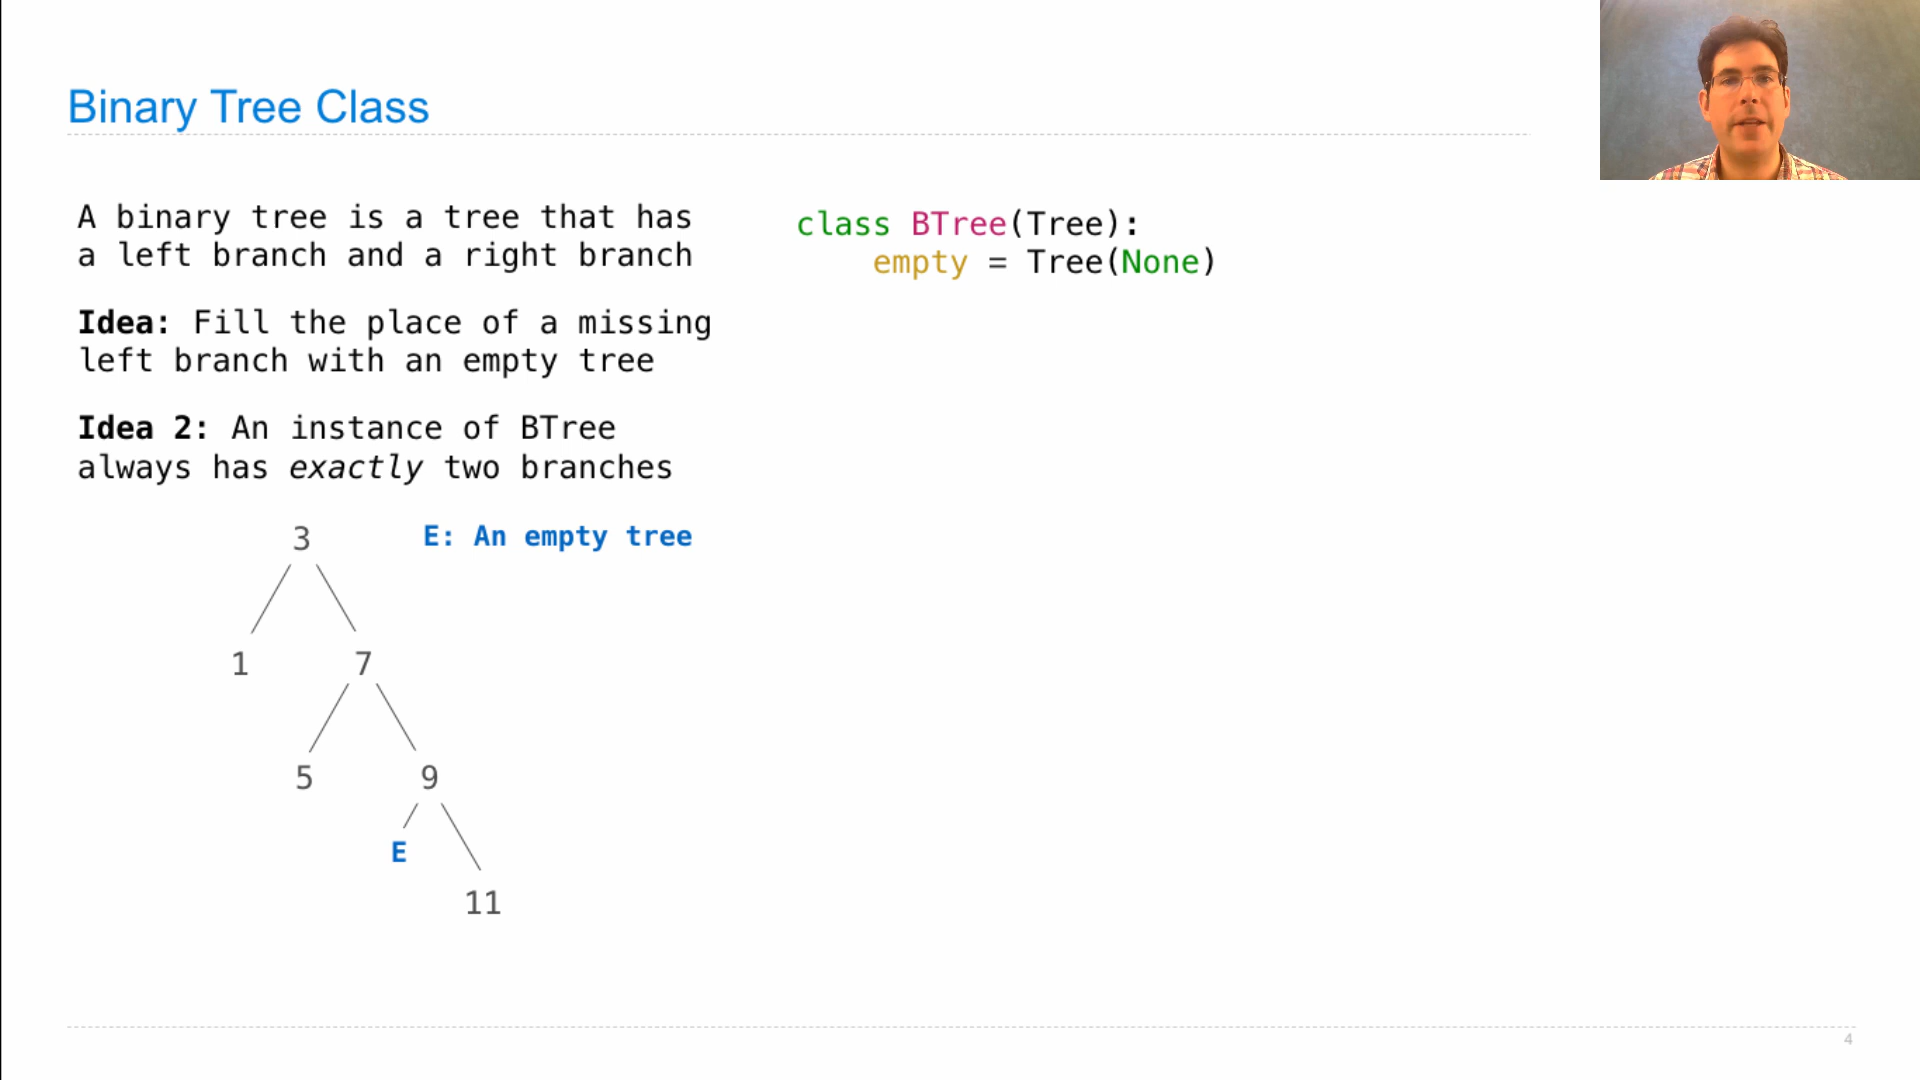 Binary Tree Class
A binary tree is a tree that has
a left branch and a right branch
Idea: Fill the place of a missing
left branch with an empty tree
Idea 2: An instance of BTree
always has exactly two branches
class BTree(Tree):
    empty = Tree(None)
3
E: An empty tree
1 7
5 9
E
11
4